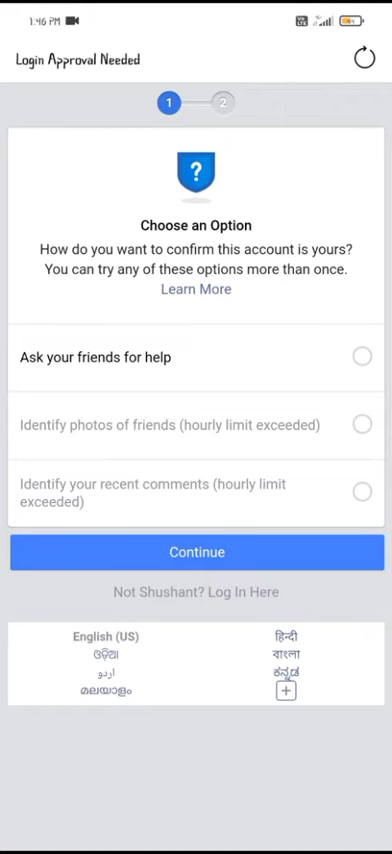 1:46 PM
Login Approval Needed
1 2
?
Choose an Option
How do you want to confirm this account is yours?
You can try any of these options more than once.
Learn More
Ask your friends for help
Identify photos of friends (hourly limit exceeded)
Identify your recent comments (hourly limit
exceeded)
Continue
Not Shushant? Log In Here
English (US) हिन्दी
ଓଡ଼ିଆ বাংলা
اردو ಕನ್ನಡ
മലയാളം +